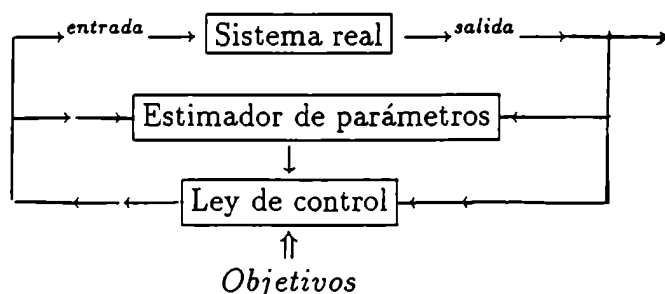 entrada Sistema real salida
Estimador de parámetros
Ley de control
Objetivos